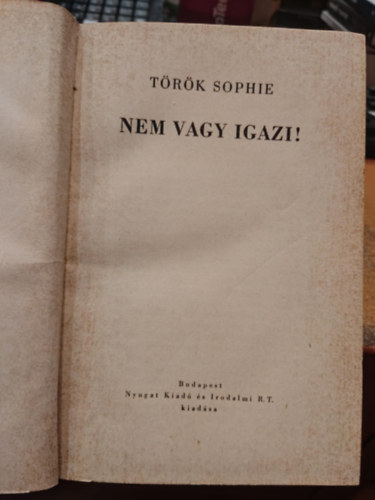 TÖRÖK SOPHIE
NEM VAGY IGAZI!
Budapest
Nyugat Kiadó és Irodalmi R.T.
kiadása